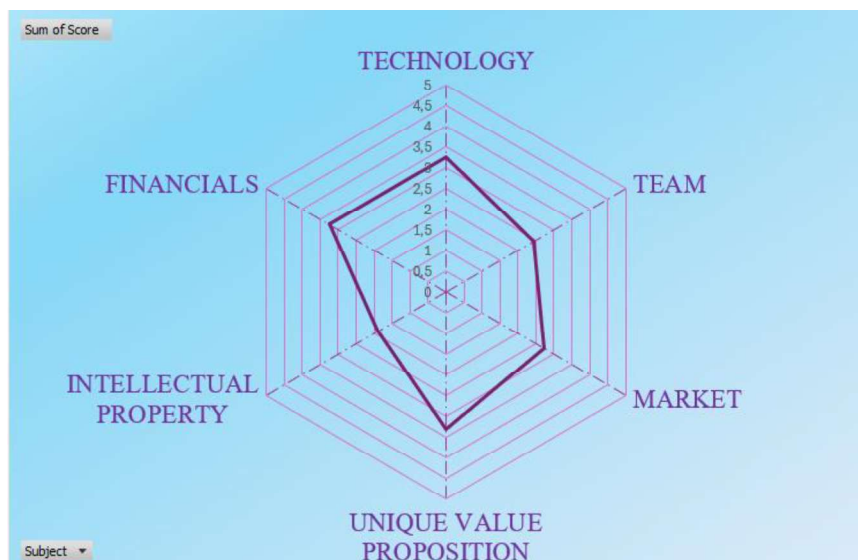 Sum of Score
TECHNOLOGY
5
4,5
4
3,5
3
2,5
2
1,5
1
0,5
0
FINANCIALS
TEAM
INTELLECTUAL
PROPERTY
MARKET
UNIQUE VALUE
PROPOSITION
Subject